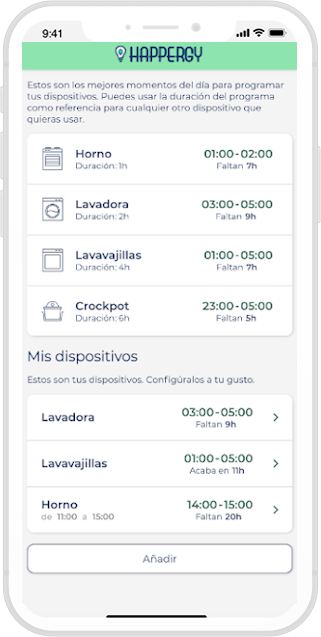 9:41
HAPPERGY
Estos son los mejores momentos del día para programar
tus dispositivos. Puedes usar la duración del programa
como referencia para cualquier otro dispositivo que
quieras usar.
Horno 01:00-02:00
Duración: 1h Faltan 7h
Lavadora 03:00-05:00
Duración: 2h Faltan 9h
Lavavajillas 01:00-05:00
Duración: 4h Faltan 7h
Crockpot 23:00-05:00
Duración: 6h Faltan 5h
Mis dispositivos
Estos son tus dispositivos. Configúralos a tu gusto.
Lavadora 03:00-05:00
Faltan 9h
Lavavajillas 01:00-05:00
Acaba en 11h
Horno 14:00-15:00
de 11:00 a 15:00 Faltan 20h
Añadir